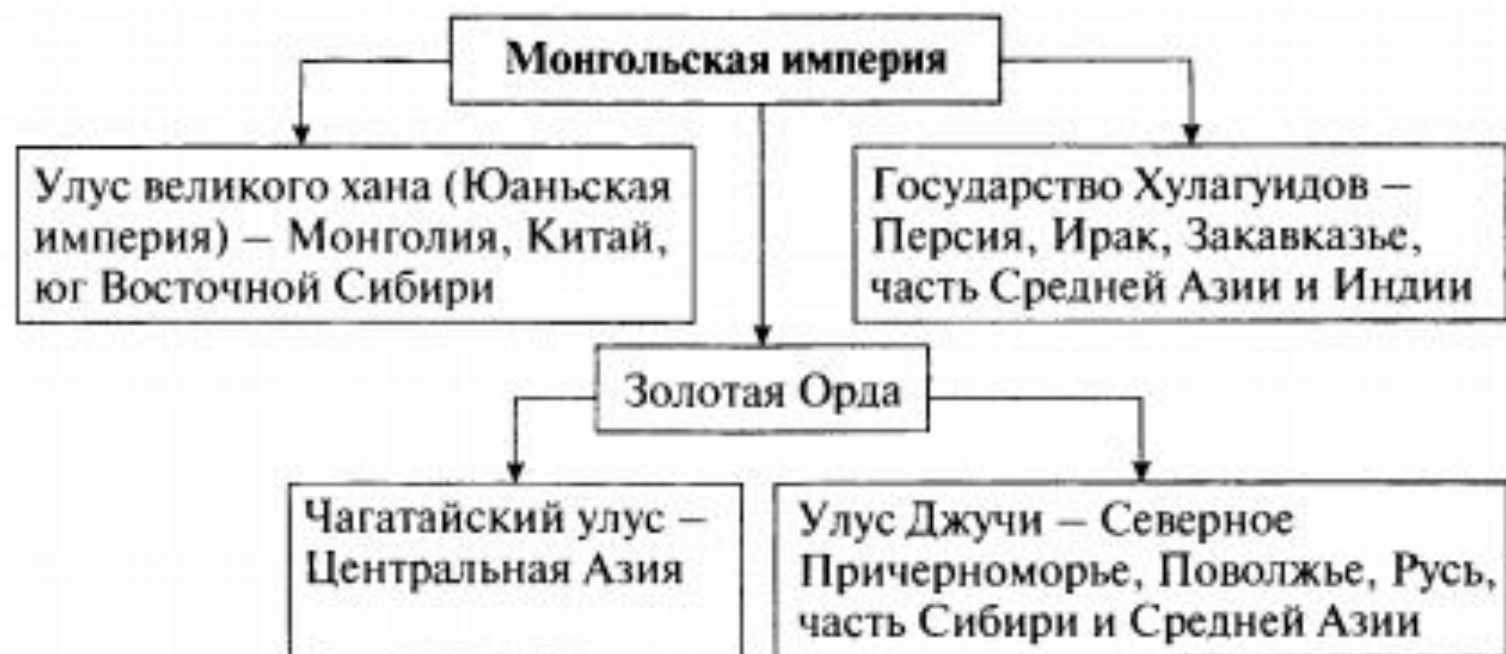 Монгольская империя
Улус великого хана (Юаньская
империя) – Монголия, Китай,
юг Восточной Сибири
Государство Хулагуидов –
Персия, Ирак, Закавказье,
часть Средней Азии и Индии
Золотая Орда
Чагатайский улус –
Центральная Азия
Улус Джучи – Северное
Причерноморье, Поволжье, Русь,
часть Сибири и Средней Азии